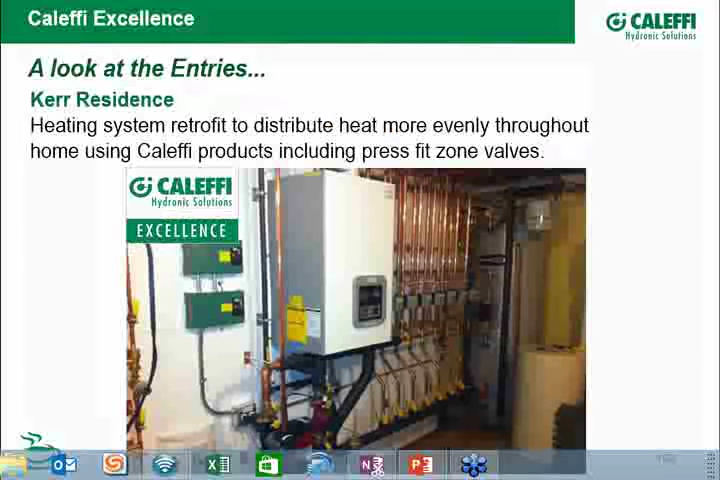 Caleffi Excellence
CALEFFI
Hydronic Solutions
A look at the Entries...
Kerr Residence
Heating system retrofit to distribute heat more evenly throughout
home using Caleffi products including press fit zone valves.
CALEFFI
Hydronic Solutions
EXCELLENCE